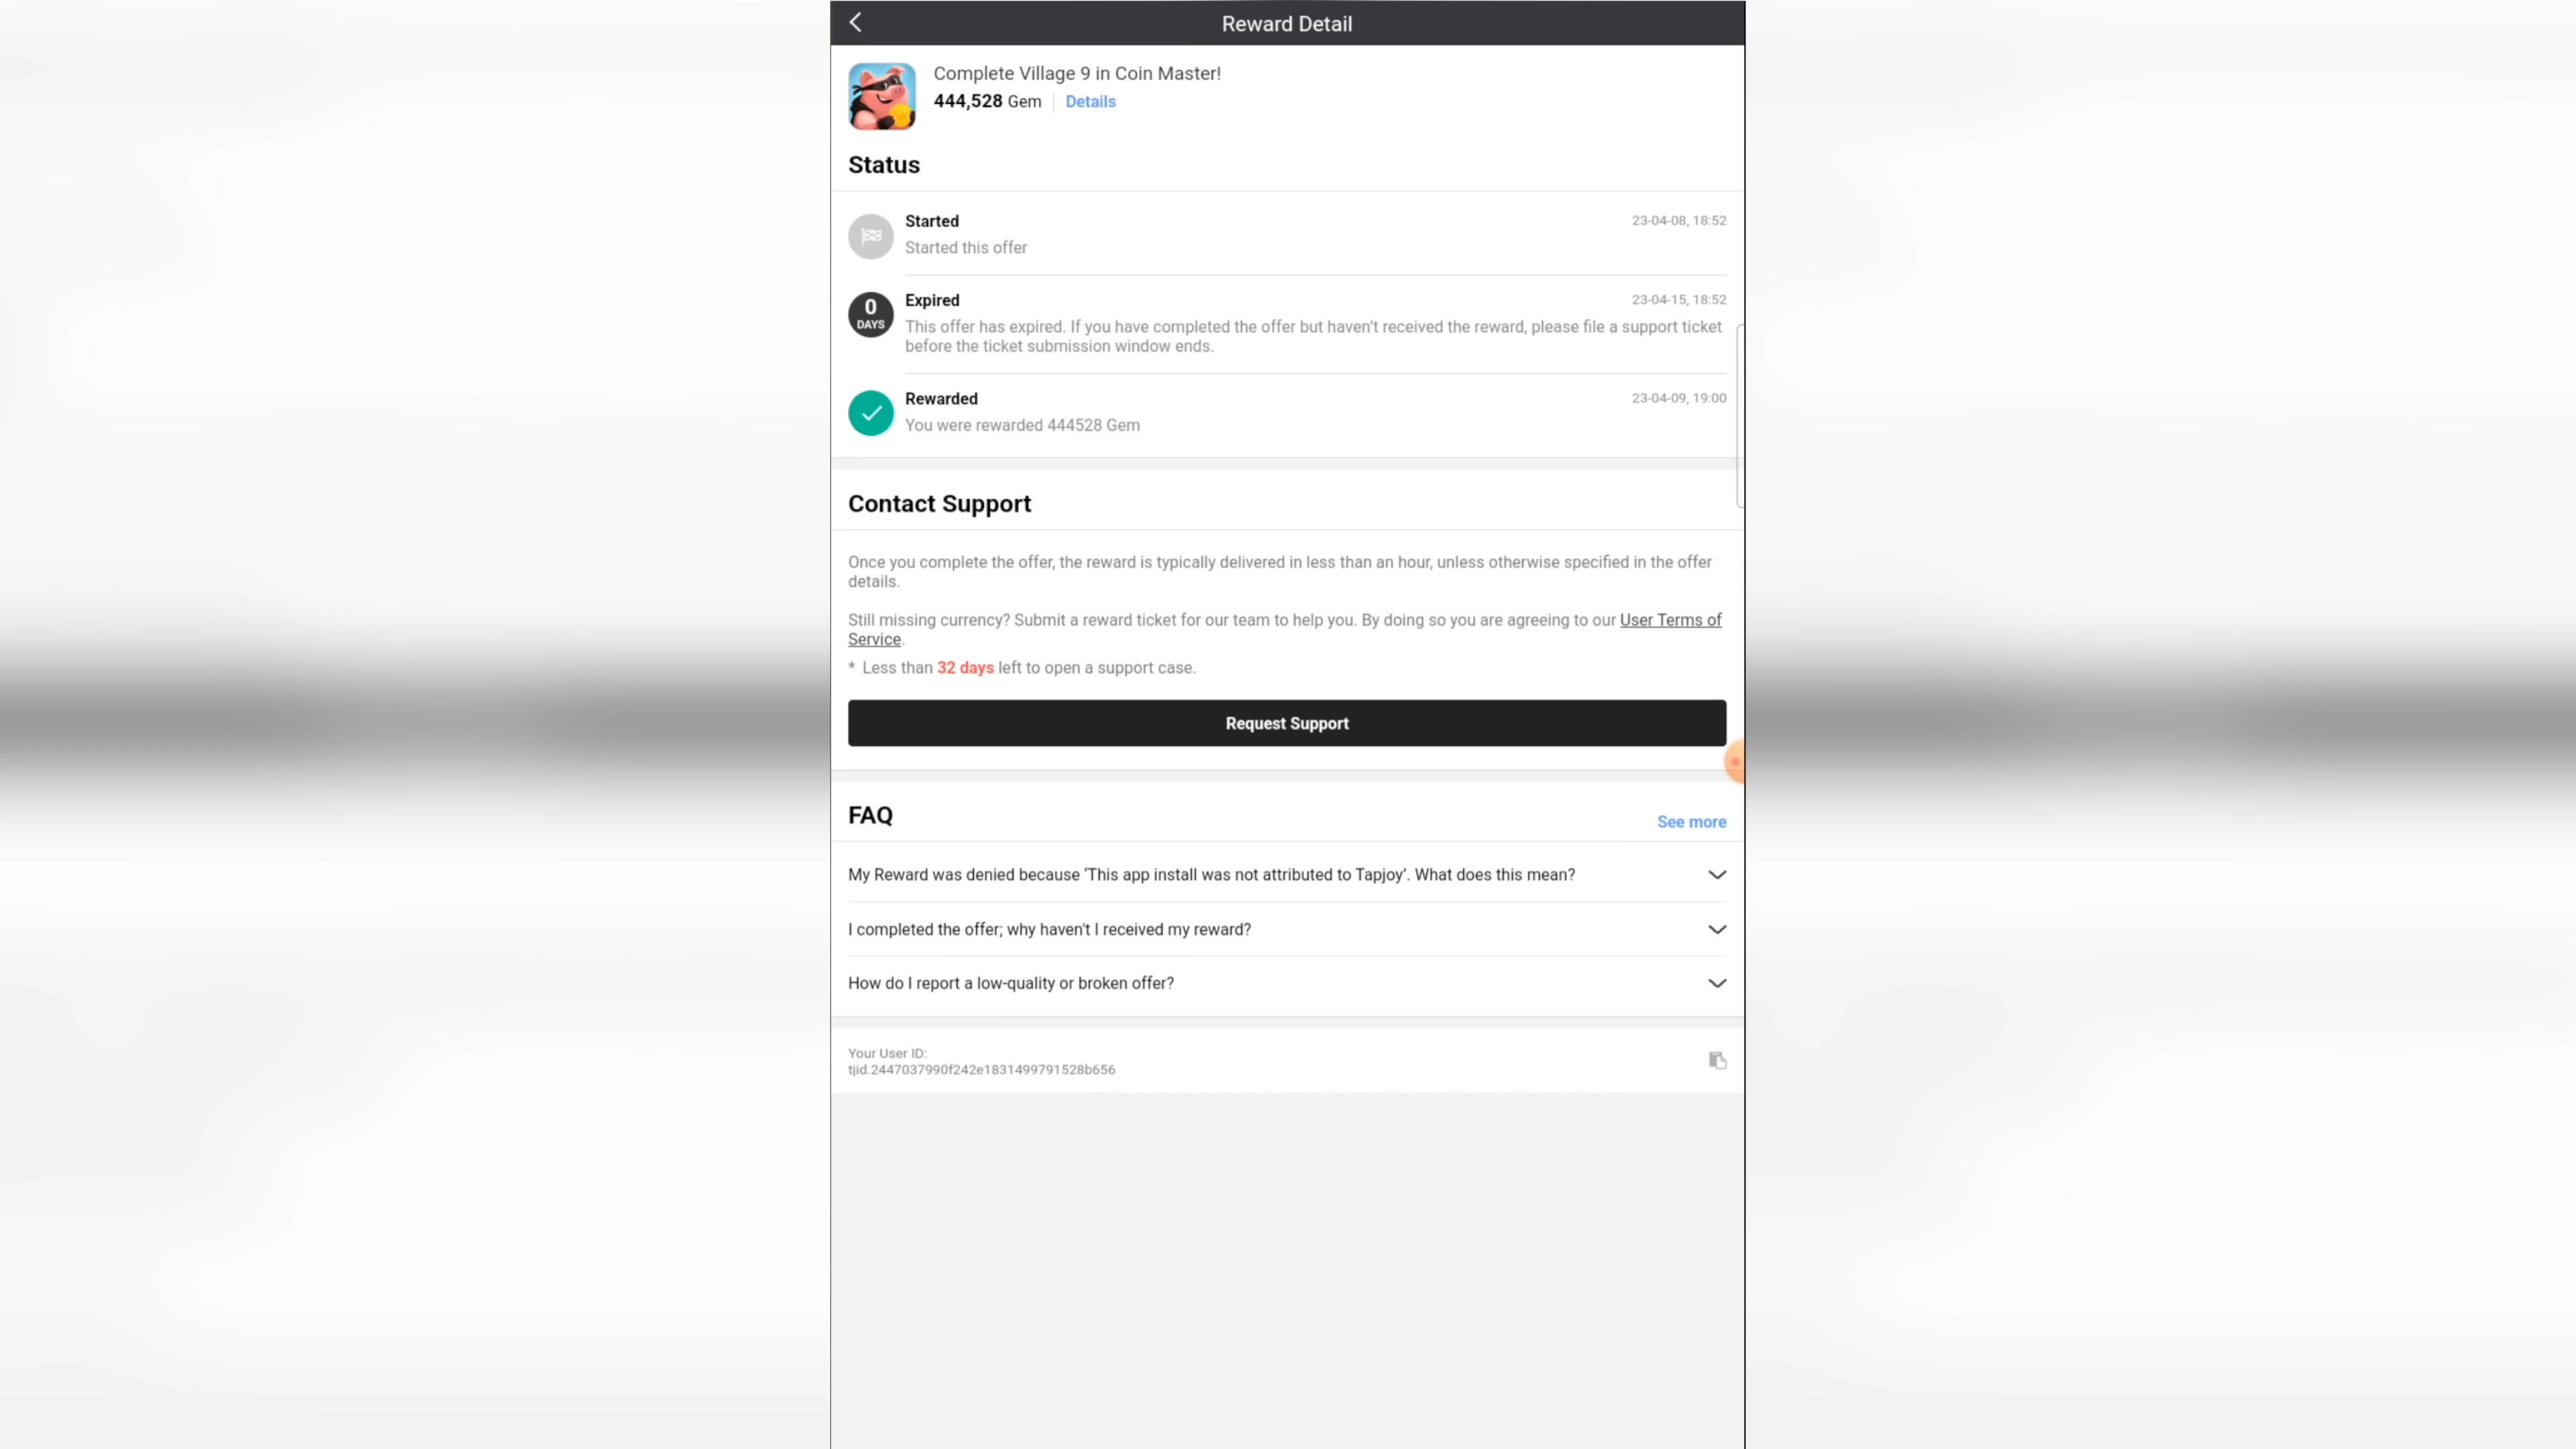 Reward Detail
Complete Village 9 in Coin Master!
444,528 Gem
Details
Status
Started
23-04-08, 18:52
Started this offer
0
DAYS
Expired
23-04-15, 18:52
This offer has expired. If you have completed the offer but haven't received the reward, please file a support ticket
before the ticket submission window ends.
Rewarded
23-04-09, 19:00
You were rewarded 444528 Gem
Contact Support
Once you complete the offer, the reward is typically delivered in less than an hour, unless otherwise specified in the offer
details.
Still missing currency? Submit a reward ticket for our team to help you. By doing so you are agreeing to our User Terms of
Service.
* Less than 32 days left to open a support case.
Request Support
FAQ
See more
My Reward was denied because ‘This app install was not attributed to Tapjoy’. What does this mean?
I completed the offer; why haven't I received my reward?
How do I report a low-quality or broken offer?
Your User ID:
tjid.2447037990f242e1831499791528b656